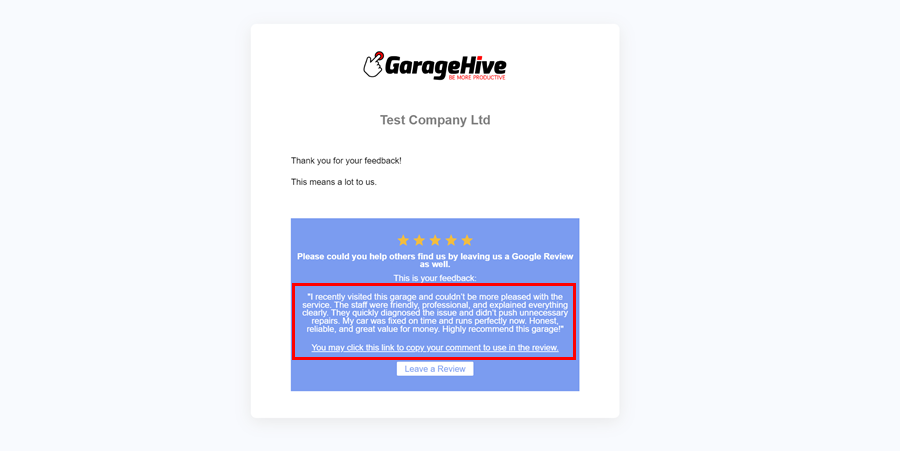 GarageHive
BE MORE PRODUCTIVE
Test Company Ltd
Thank you for your feedback!
This means a lot to us.
Please could you help others find us by leaving us a Google Review
as well.
This is your feedback:
"I recently visited this garage and couldn't be more pleased with the
service. The staff were friendly, professional, and explained everything
clearly. They quickly diagnosed the issue and didn't push unnecessary
repairs. My car was fixed on time and runs perfectly now. Honest,
reliable, and great value for money. Highly recommend this garage!"
You may click this link to copy your comment to use in the review.
Leave a Review